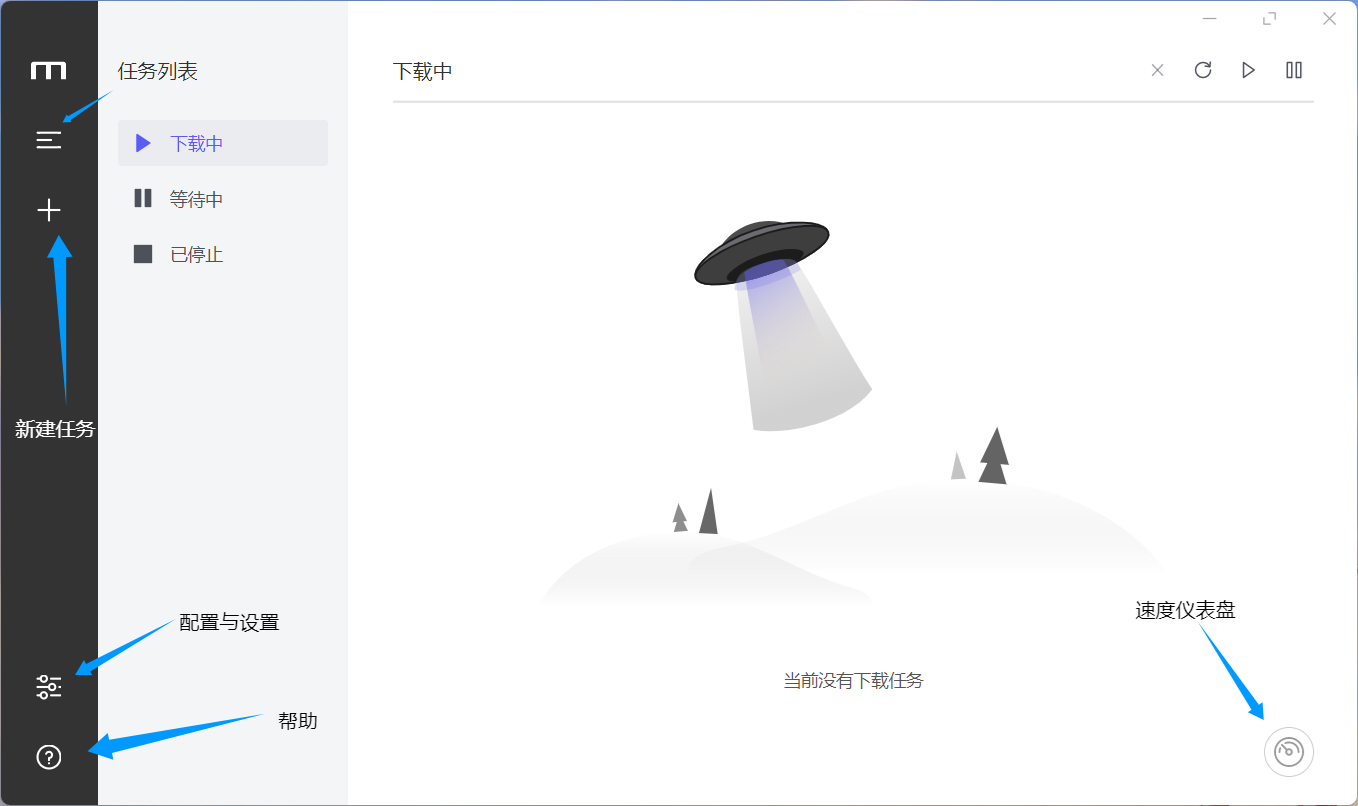 m
任务列表
下载中
下载中
等待中
已停止
新建任务
配置与设置
速度仪表盘
当前没有下载任务
帮助
?